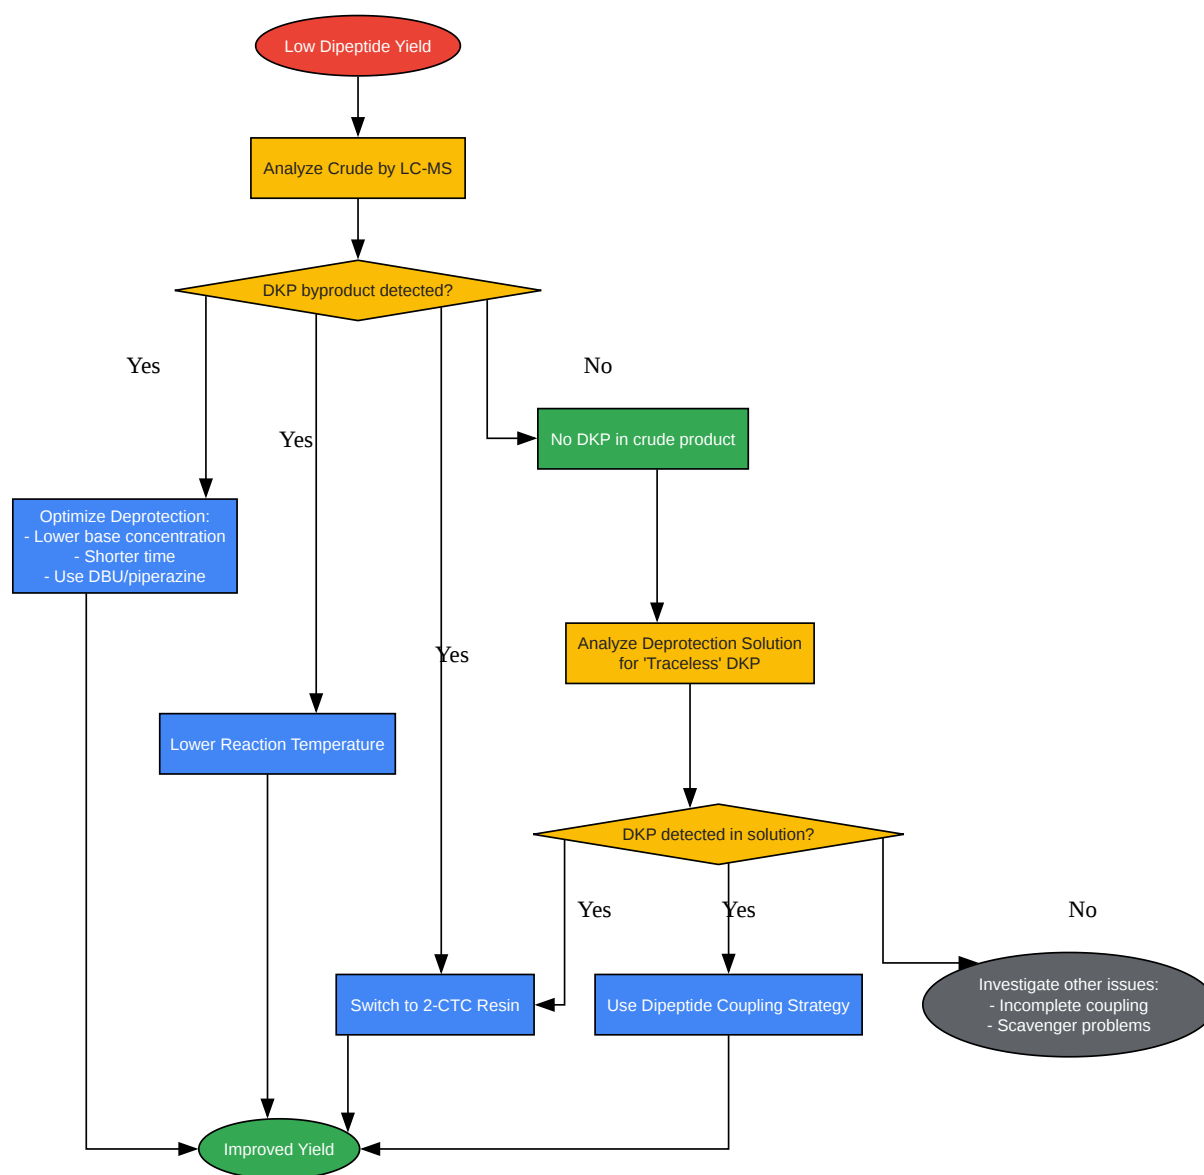 Low Dipeptide Yield
Analyze Crude by LC-MS
DKP byproduct detected?
Yes
No
Yes
No DKP in crude product
Optimize Deprotection:
- Lower base concentration
- Shorter time
- Use DBU/piperazine
Yes
Analyze Deprotection Solution
for 'Traceless' DKP
Lower Reaction Temperature
DKP detected in solution?
Yes
Yes
No
Switch to 2-CTC Resin
Use Dipeptide Coupling Strategy
Investigate other issues:
- Incomplete coupling
- Scavenger problems
Improved Yield